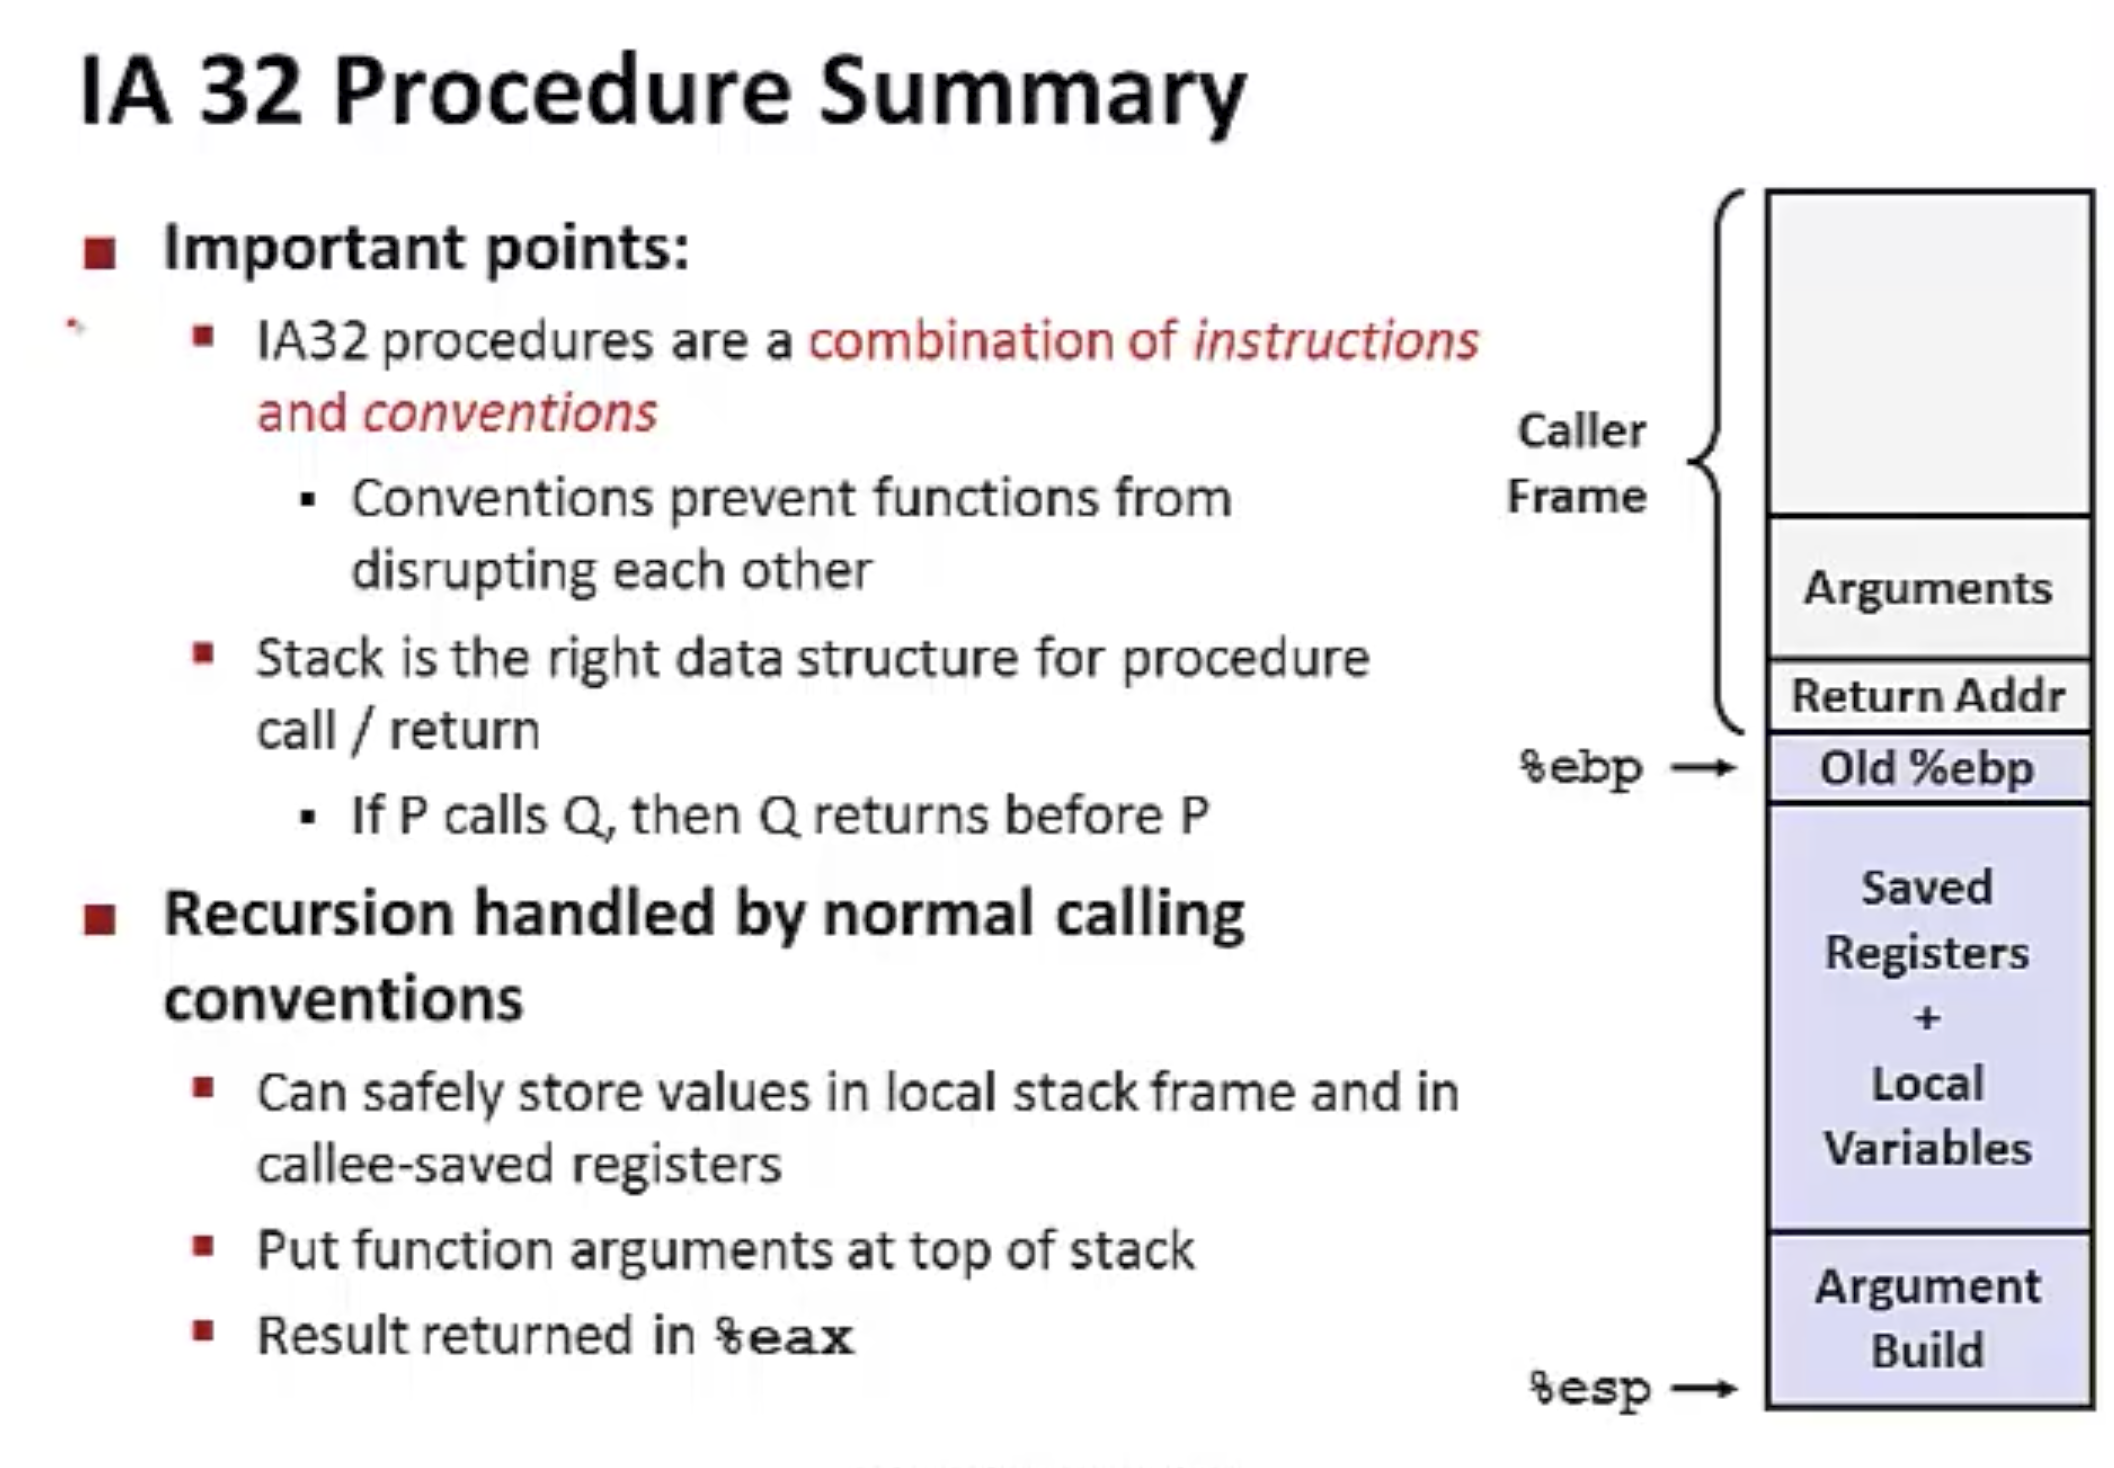 IA 32 Procedure Summary
Important points:
IA32 procedures are a combination of instructions
and conventions
Conventions prevent functions from
disrupting each other
Stack is the right data structure for procedure
call / return
If P calls Q, then Q returns before P
Recursion handled by normal calling
conventions
Can safely store values in local stack frame and in
callee-saved registers
Put function arguments at top of stack
Result returned in %eax
Caller
Frame
Arguments
Return Addr
%ebp
Old %ebp
Saved
Registers
+
Local
Variables
Argument
Build
%esp